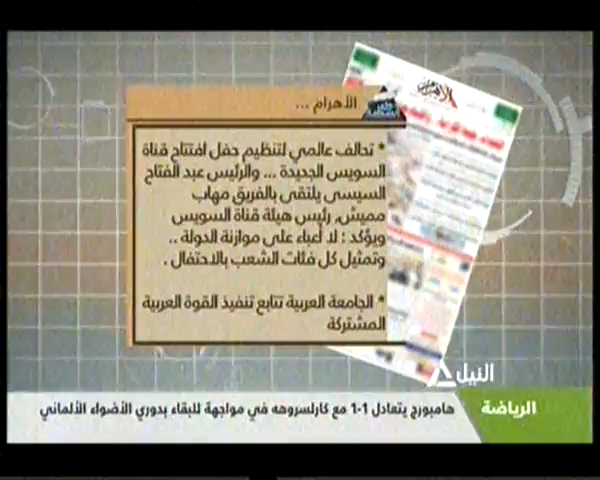 الأهرام ...
* تحالف عالمي لتنظيم حفل افتتاح قناة
السويس الجديدة ... والرئيس عبد الفتاح
السيسى يلتقى بالفريق مهاب
مميش، رئيس هيئة قناة السويس
ويؤكد : لا أعباء على موازنة الدولة ..
وتمثيل كل فئات الشعب بالاحتفال .
* الجامعة العربية تتابع تنفيذ القوة العربية
المشتركة
النيل
الرياضة
هامبورج يتعادل 1-1 مع كارلسروهه في مواجهة للبقاء بدوري الأضواء الألماني